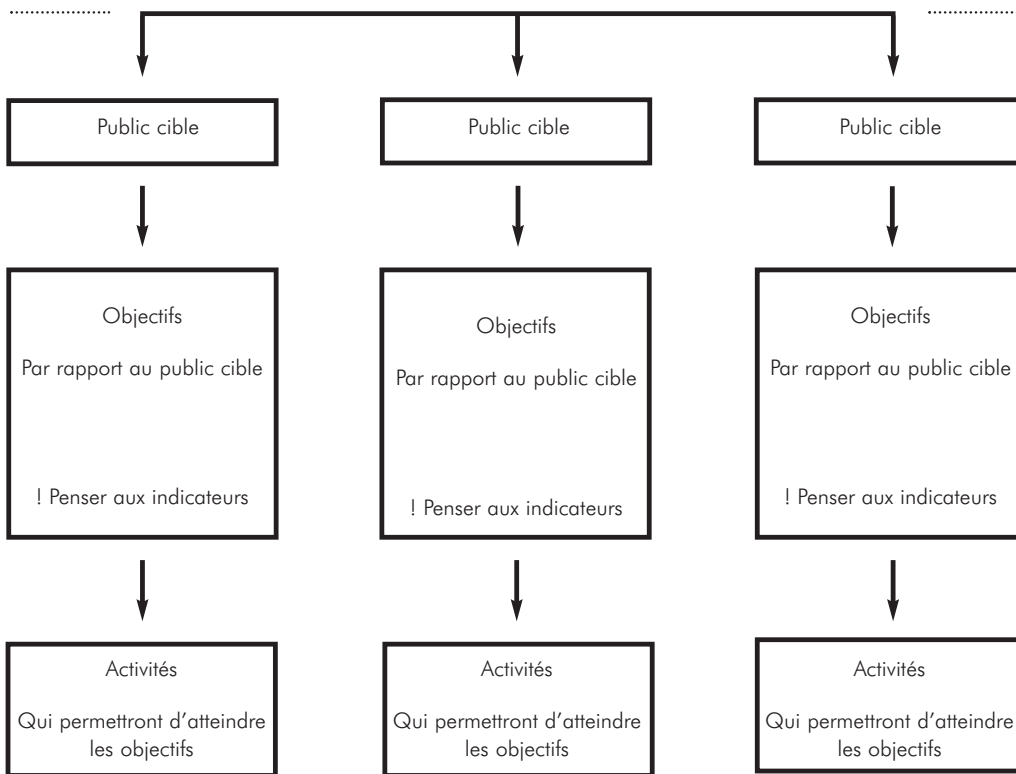 Public cible
Public cible
Public cible
Objectifs
Par rapport au public cible
! Penser aux indicateurs
Objectifs
Par rapport au public cible
! Penser aux indicateurs
Objectifs
Par rapport au public cible
! Penser aux indicateurs
Activités
Qui permettront d'atteindre
les objectifs
Activités
Qui permettront d'atteindre
les objectifs
Activités
Qui permettront d'atteindre
les objectifs